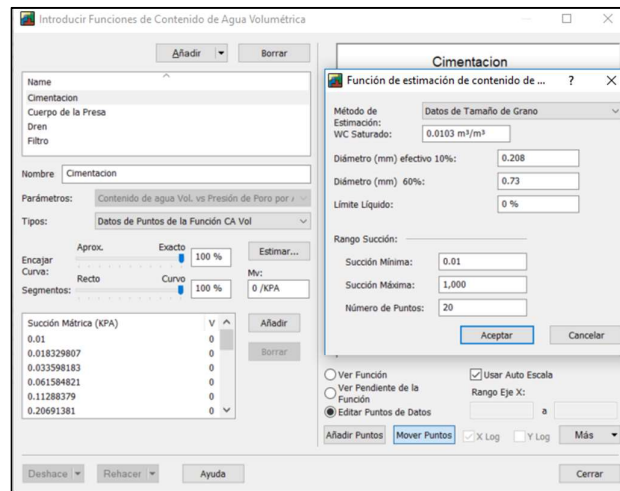 Introducir Funciones de Contenido de Agua Volumétrica
Añadir
Borrar
Name
Cimentacion
Cuerpo de la Presa
Dren
Filtro
Nombre Cimentacion
Parámetros: Contenido de agua Vol. vs Presión de Poro por
Tipos: Datos de Puntos de la Función CA Vol
Encajar Curva: Aprox. Exacto 100 %
Estimar...
Segmentos: Recto Curvo 100 %
Mv:
0 /KPA
Succión Mátrica (KPA) V
0.01 0
0.018329807 0
0.033598183 0
0.061584821 0
0.11288379 0
0.20691381 0
Añadir
Borrar
Cimentacion
Función de estimación de contenido de ... ?
Método de Estimación: Datos de Tamaño de Grano
WC Saturado: 0.0103 m³/m³
Diámetro (mm) efectivo 10%: 0.208
Diámetro (mm) 60%: 0.73
Límite Líquido: 0 %
Rango Succión:
Succión Mínima: 0.01
Succión Máxima: 1,000
Número de Puntos: 20
Aceptar
Cancelar
Ver Función
Ver Pendiente de la Función
Editar Puntos de Datos
Usar Auto Escala
Rango Eje X:
a
Añadir Puntos
Mover Puntos
X Log
Y Log
Más
Deshace
Rehacer
Ayuda
Cerrar